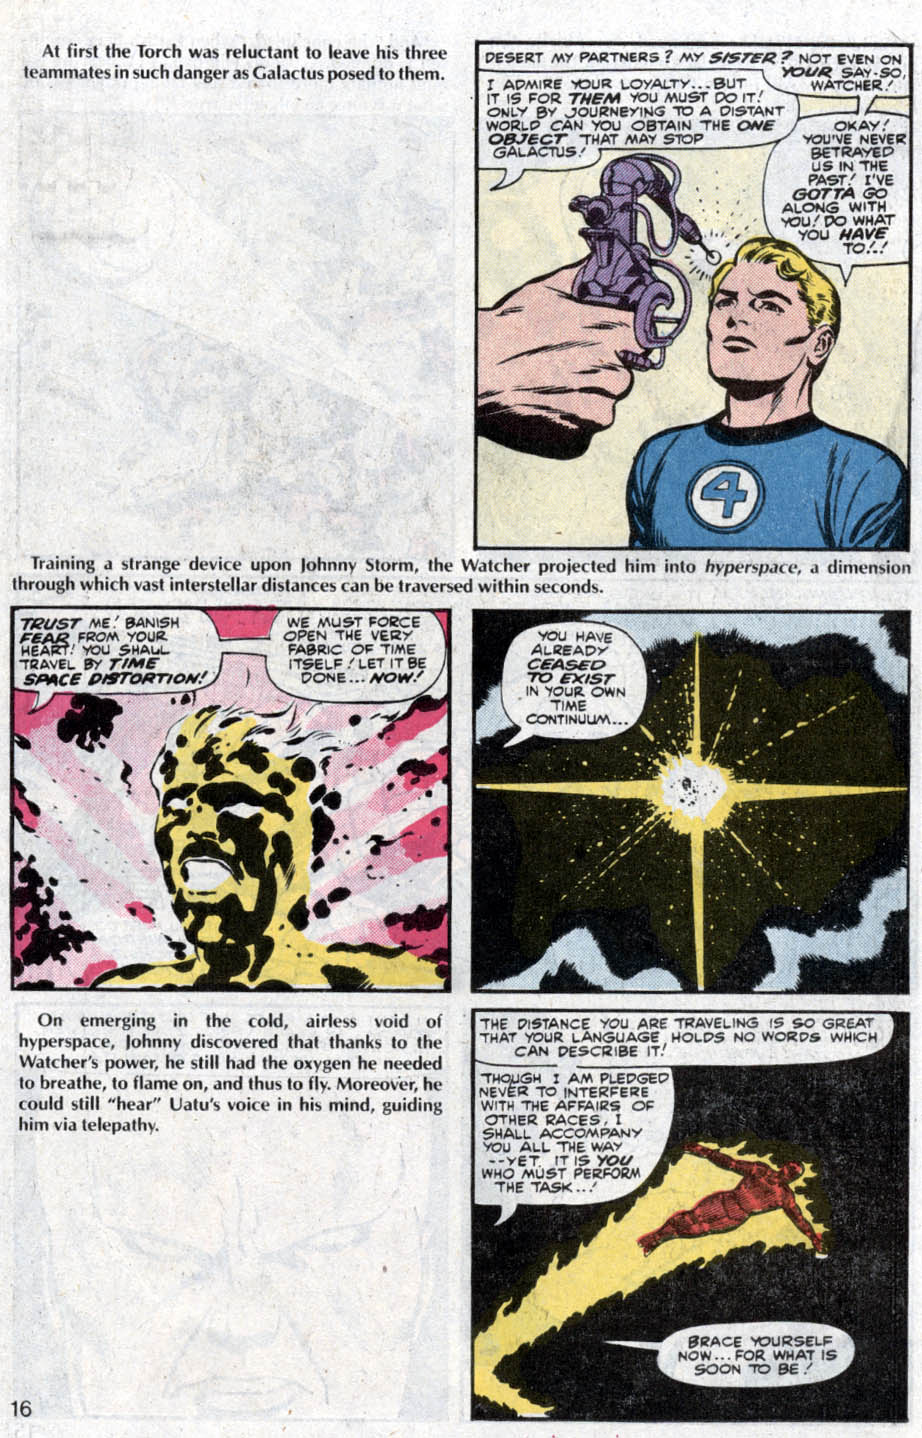 At first the Torch was reluctant to leave his three
teammates in such danger as Galactus posed to them.
DESERT MY PARTNERS? MY SISTER? NOT EVEN ON
YOUR SAY-SO,
WATCHER!
I ADMIRE YOUR LOYALTY...BUT
IT IS FOR THEM YOU MUST DO IT!
ONLY BY JOURNEYING TO A DISTANT
WORLD CAN YOU OBTAIN THE ONE
OBJECT THAT MAY STOP
GALACTUS!
OKAY!
YOU'VE NEVER
BETRAYED
US IN THE
PAST! I'VE
GOTTA GO
ALONG WITH
YOU! DO WHAT
YOU HAVE
TO!!
4
Training a strange device upon Johnny Storm, the Watcher projected him into hyperspace, a dimension
through which vast interstellar distances can be traversed within seconds.
TRUST ME! BANISH
FEAR FROM YOUR
HEART! YOU SHALL
TRAVEL BY TIME
SPACE DISTORTION!
WE MUST FORCE
OPEN THE VERY
FABRIC OF TIME
ITSELF! LET IT BE
DONE... NOW!
YOU HAVE
ALREADY
CEASED
TO EXIST
IN YOUR OWN
TIME
CONTINUUM...
On emerging in the cold, airless void of
hyperspace, Johnny discovered that thanks to the
Watcher's power, he still had the oxygen he needed
to breathe, to flame on, and thus to fly. Moreover, he
could still "hear" Uatu's voice in his mind, guiding
him via telepathy.
THE DISTANCE YOU ARE TRAVELING IS SO GREAT
THAT YOUR LANGUAGE HOLDS NO WORDS WHICH
CAN DESCRIBE IT!
THOUGH I AM PLEDGED
NEVER TO INTERFERE
WITH THE AFFAIRS OF
OTHER RACES, I
SHALL ACCOMPANY
YOU ALL THE WAY
--YET IT IS YOU
WHO MUST PERFORM
THE TASK...!
BRACE YOURSELF
NOW...FOR WHAT IS
SOON TO BE!
16